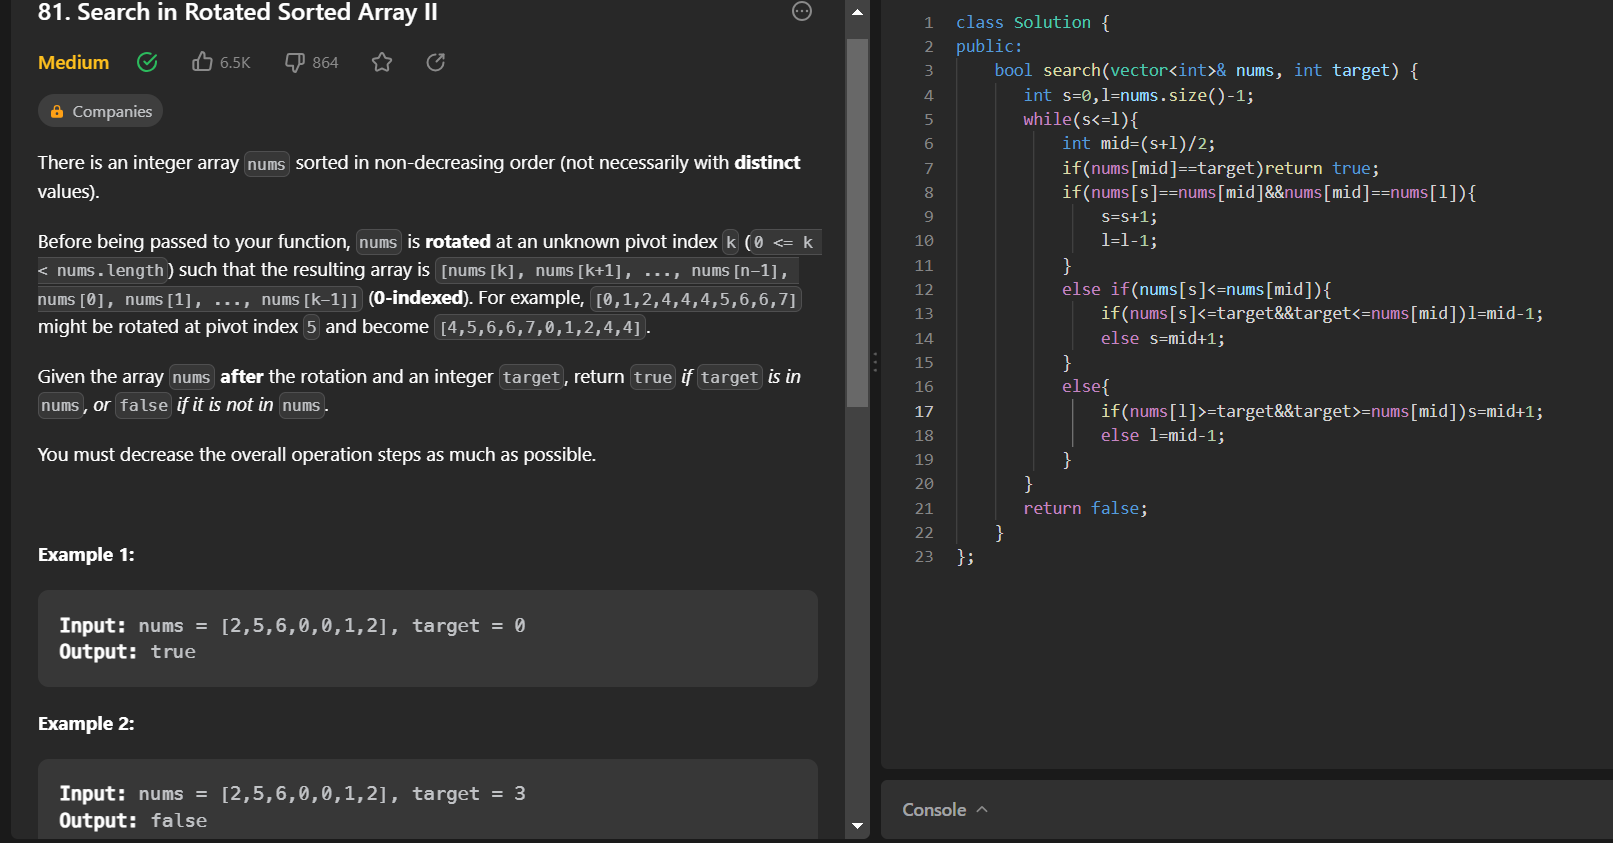 81. Search in Rotated Sorted Array II
Medium 6.5K 864
Companies
There is an integer array nums sorted in non-decreasing order (not necessarily with distinct
values).
Before being passed to your function, nums is rotated at an unknown pivot index k (0 <= k
< nums.length) such that the resulting array is [nums[k], nums[k+1], ..., nums[n-1],
nums[0], nums[1], ..., nums[k-1]] (0-indexed). For example, [0,1,2,4,4,4,5,6,6,7]
might be rotated at pivot index 5 and become [4,5,6,6,7,0,1,2,4,4].
Given the array nums after the rotation and an integer target, return true if target is in
nums, or false if it is not in nums.
You must decrease the overall operation steps as much as possible.
Example 1:
Input: nums = [2,5,6,0,0,1,2], target = 0
Output: true
Example 2:
Input: nums = [2,5,6,0,0,1,2], target = 3
Output: false
1 class Solution {
2 public:
3 bool search(vector<int>& nums, int target) {
4 int s=0,l=nums.size()-1;
5 while(s<=l){
6 int mid=(s+l)/2;
7 if(nums[mid]==target)return true;
8 if(nums[s]==nums[mid]&&nums[mid]==nums[l]){
9 s=s+1;
10 l=l-1;
11 }
12 else if(nums[s]<=nums[mid]){
13 if(nums[s]<=target&&target<=nums[mid])l=mid-1;
14 else s=mid+1;
15 }
16 else{
17 if(nums[l]>=target&&target>=nums[mid])s=mid+1;
18 else l=mid-1;
19 }
20 }
21 return false;
22 }
23 };
Console